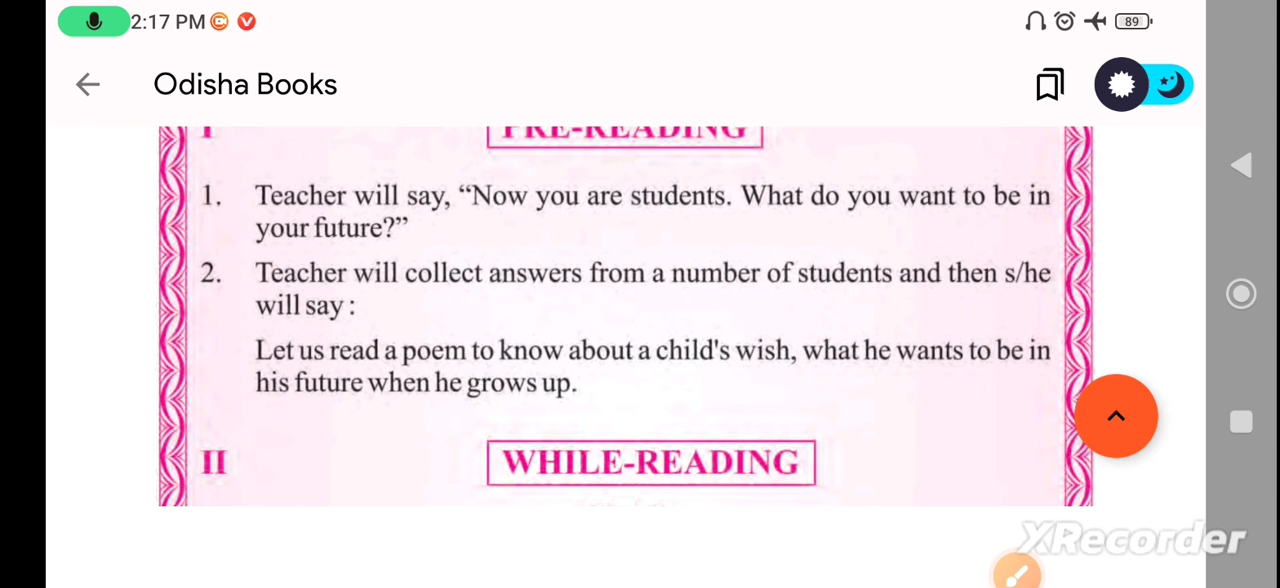 2:17 PM
89
Odisha Books
I
PRE-READING
1. Teacher will say, “Now you are students. What do you want to be in
your future?”
2. Teacher will collect answers from a number of students and then s/he
will say :
Let us read a poem to know about a child's wish, what he wants to be in
his future when he grows up.
II
WHILE-READING
XRecorder